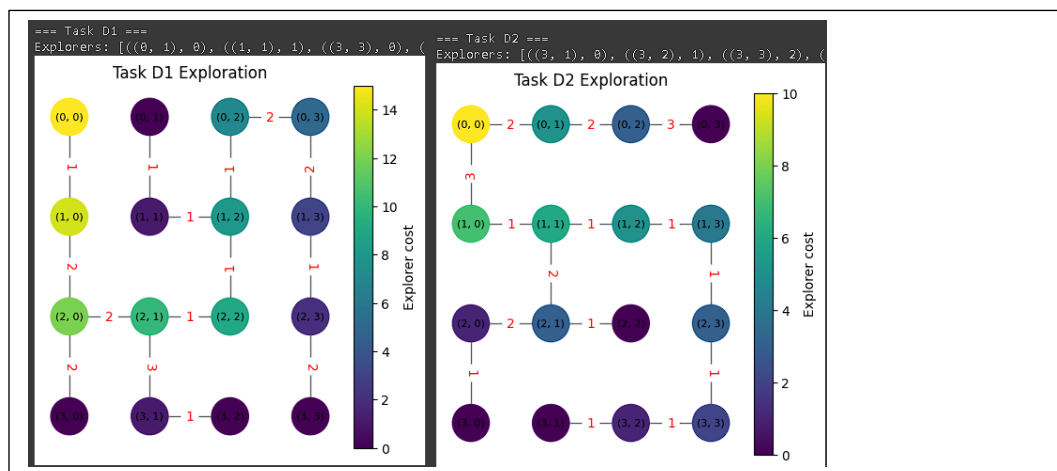 === Task D1 ===
Explorers: [((0, 1), 0), ((1, 1), 1), ((3, 3), 0), (
Task D1 Exploration
(0, 0) (0, 1) (0, 2) 2 (0, 3)
1 1 1 2
(1, 0) (1, 1) 1 (1, 2) (1, 3)
2 1 1
(2, 0) 2 (2, 1) 1 (2, 2) (2, 3)
2 3 2
(3, 0) (3, 1) 1 (3, 2) (3, 3)
14
12
10
8
6
4
2
0
Explorer cost
=== Task D2 ===
Explorers: [((3, 1), 0), ((3, 2), 1), ((3, 3), 2), (
Task D2 Exploration
(0, 0) 2 (0, 1) 2 (0, 2) 3 (0, 3)
3
(1, 0) 1 (1, 1) 1 (1, 2) 1 (1, 3)
2 1
(2, 0) 2 (2, 1) 1 (2, 2) (2, 3)
1 1
(3, 0) (3, 1) 1 (3, 2) 1 (3, 3)
10
8
6
4
2
0
Explorer cost